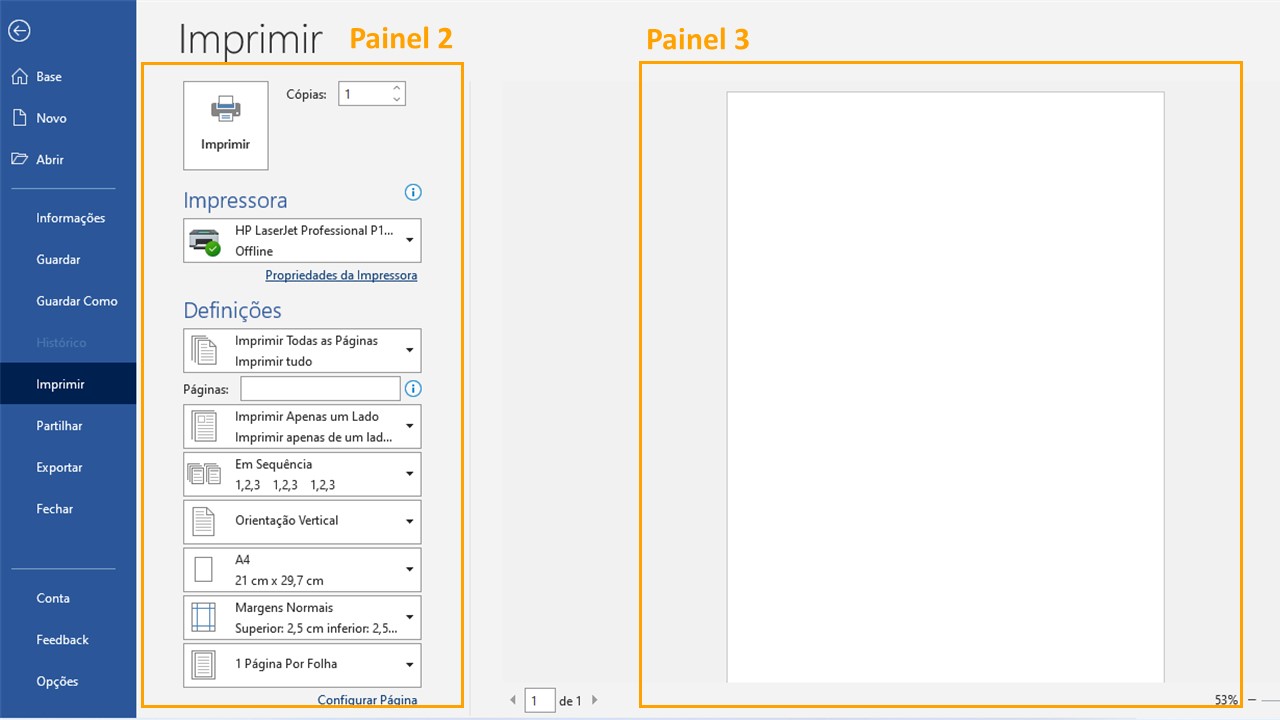 Imprimir
Painel 2
Painel 3
Base
Novo
Abrir
Informações
Guardar
Guardar Como
Histórico
Imprimir
Partilhar
Exportar
Fechar
Conta
Feedback
Opções
Imprimir
Cópias:
1
Impressora
HP LaserJet Professional P1...
Offline
Propriedades da Impressora
Definições
Imprimir Todas as Páginas
Imprimir tudo
Páginas:
Imprimir Apenas um Lado
Imprimir apenas de um lad...
Em Sequência
1,2,3 1,2,3 1,2,3
Orientação Vertical
A4
21 cm x 29,7 cm
Margens Normais
Superior: 2,5 cm inferior: 2,5...
1 Página Por Folha
Configurar Página
1 de 1
53%